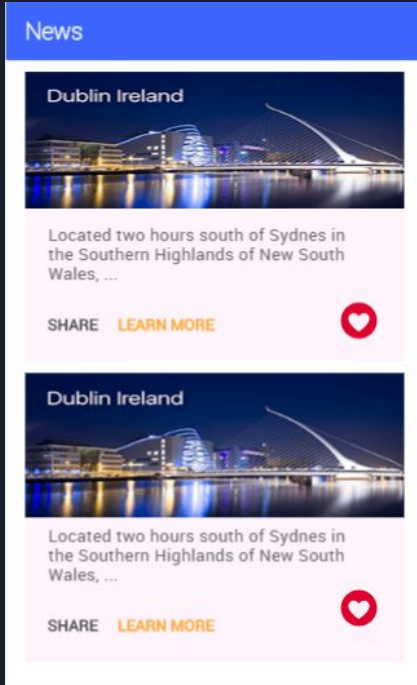 News
Dublin Ireland
Located two hours south of Sydnes in
the Southern Highlands of New South
Wales, ...
SHARE LEARN MORE
Dublin Ireland
Located two hours south of Sydnes in
the Southern Highlands of New South
Wales, ...
SHARE LEARN MORE